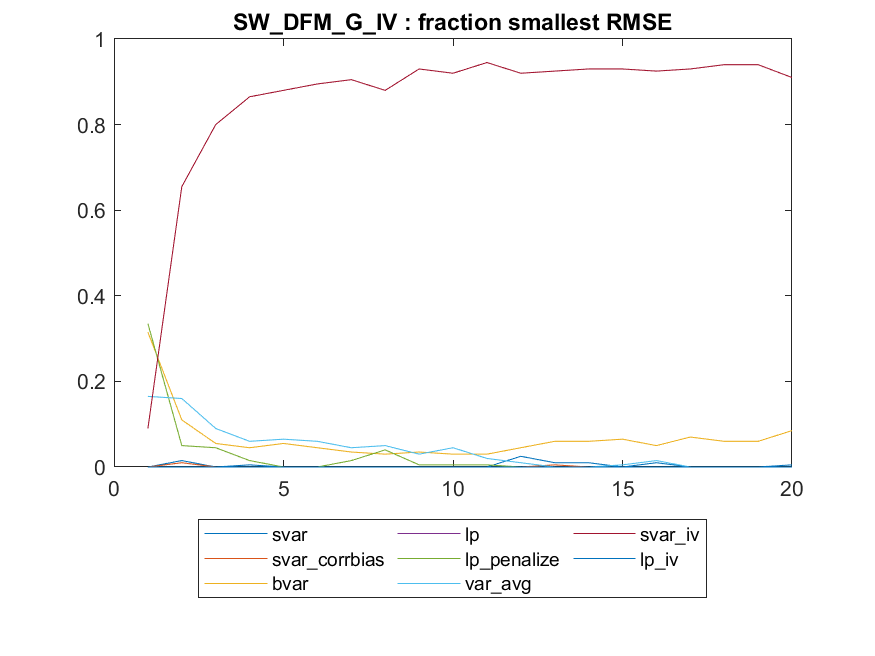 SW_DFM_G_IV : fraction smallest RMSE
1
0.8
0.6
0.4
0.2
0
0 5 10 15 20
svar lp svar_iv
svar_corrbias lp_penalize lp_iv
bvar var_avg